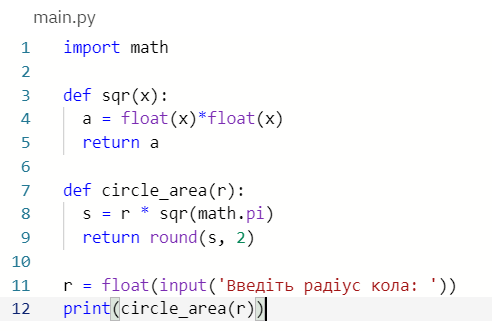 main.py
1 import math
2
3 def sqr(x):
4 a = float(x)*float(x)
5 return a
6
7 def circle_area(r):
8 s = r * sqr(math.pi)
9 return round(s, 2)
10
11 r = float(input('Введіть радіус кола: '))
12 print(circle_area(r))